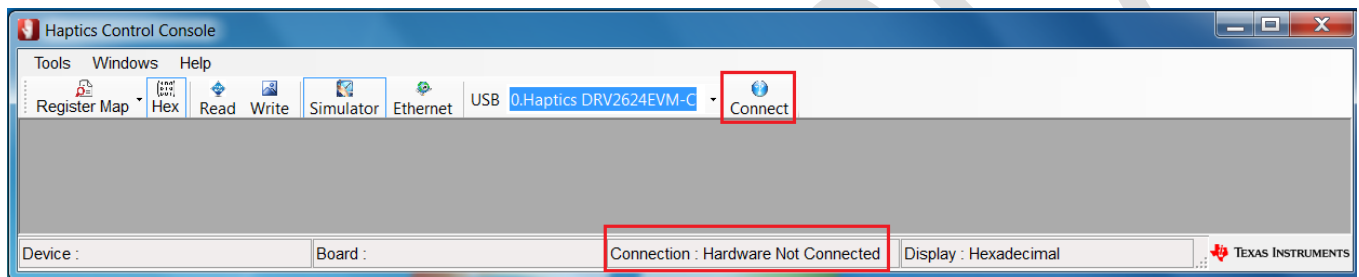 Haptics Control Console
Tools Windows Help
Register Map Hex Read Write Simulator Ethernet USB 0.Haptics DRV2624EVM-C Connect
Device : Board : Connection : Hardware Not Connected Display : Hexadecimal TEXAS INSTRUMENTS